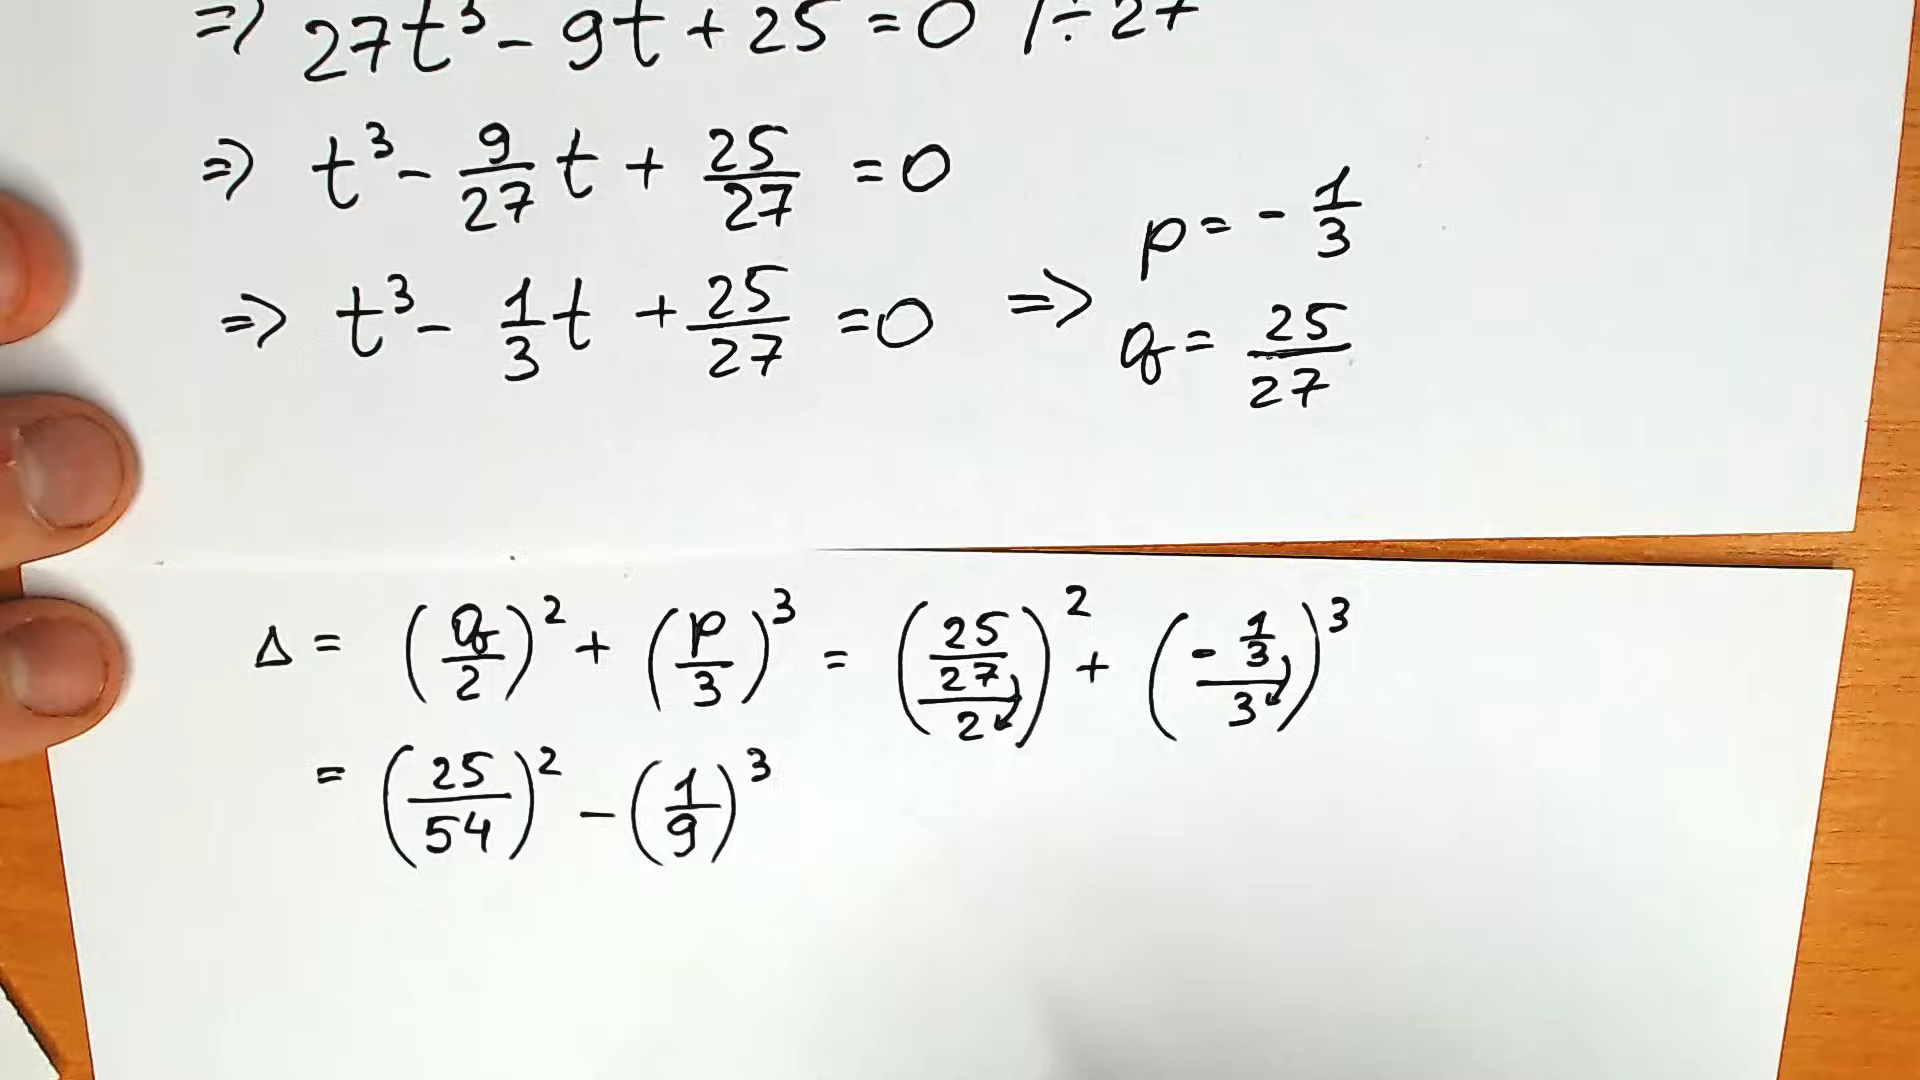 ⇒ 27t³ - 9t + 25 = 0 /÷27
⇒ t³ - 9/27 t + 25/27 = 0
p = - 1/3
⇒ t³ - 1/3 t + 25/27 = 0 ⇒
q = 25/27
Δ = (q/2)² + (p/3)³ = ((25/27)/2)² + ((-1/3)/3)³
= (25/54)² - (1/9)³